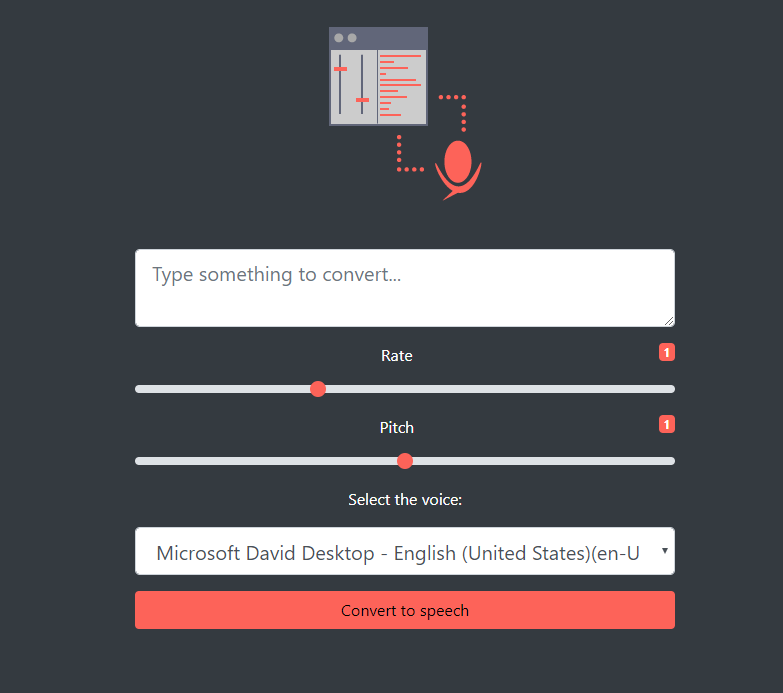 Type something to convert...
Rate
1
Pitch
1
Select the voice:
Microsoft David Desktop - English (United States)(en-U
Convert to speech